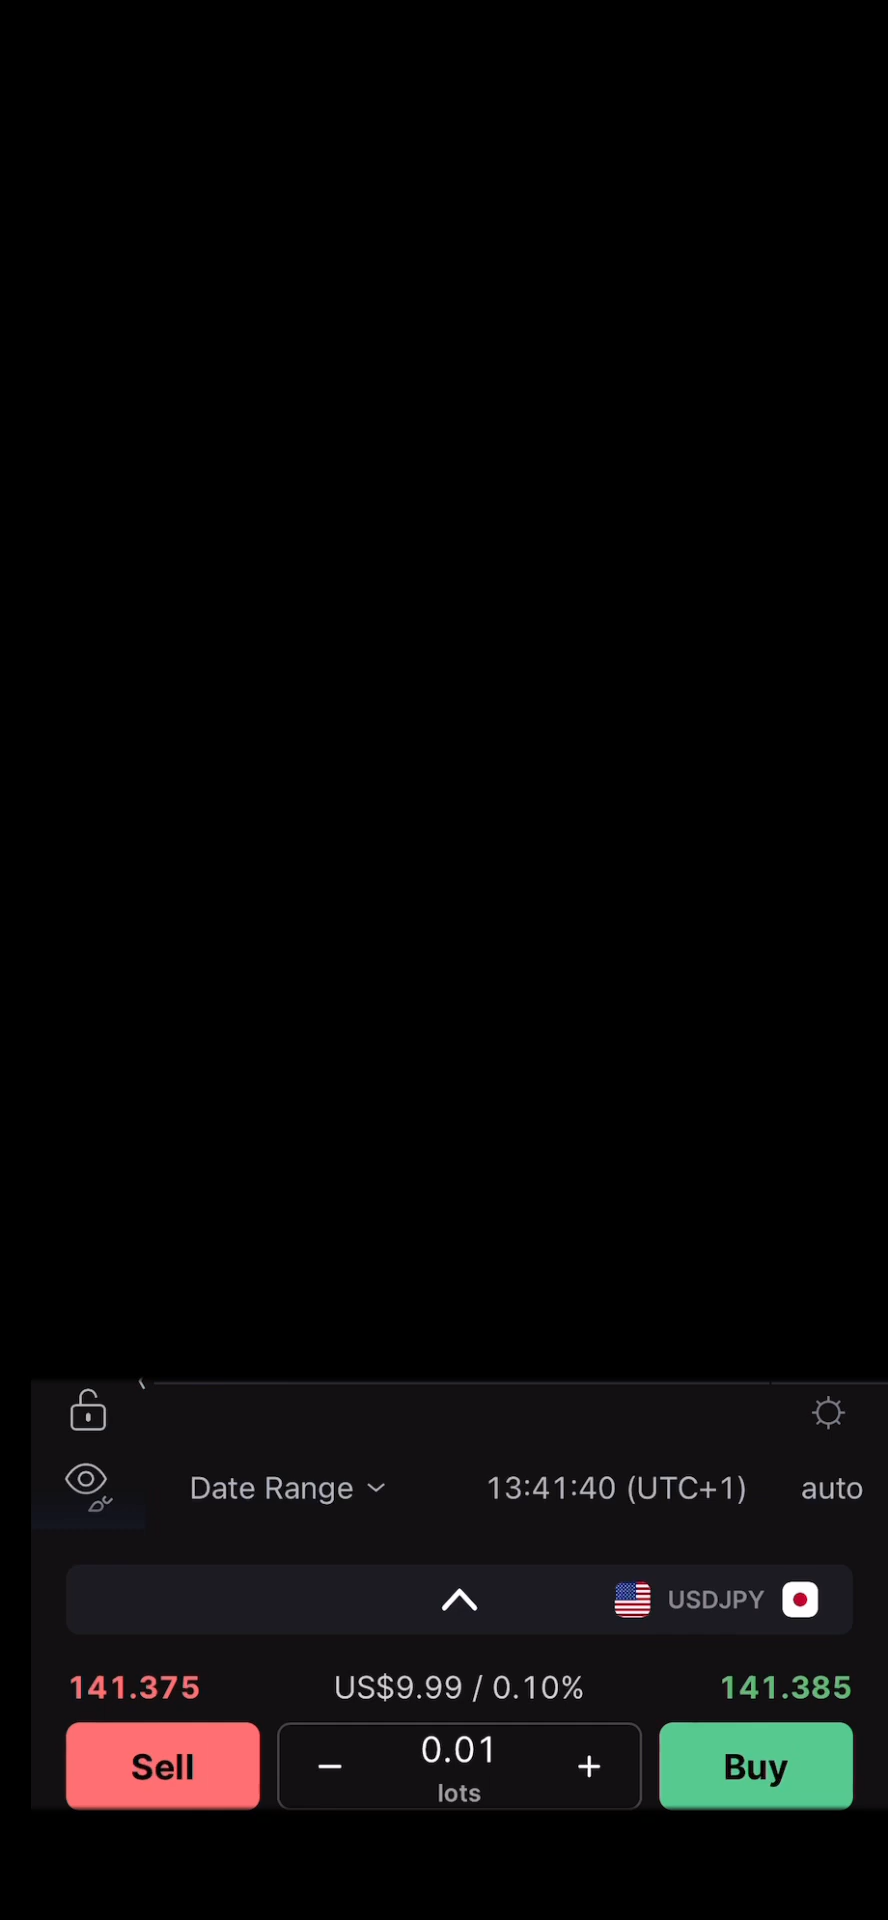 Date Range 13:41:40 (UTC+1) auto
USDJPY
141.375 US$9.99 / 0.10% 141.385
Sell 0.01 Buy
lots